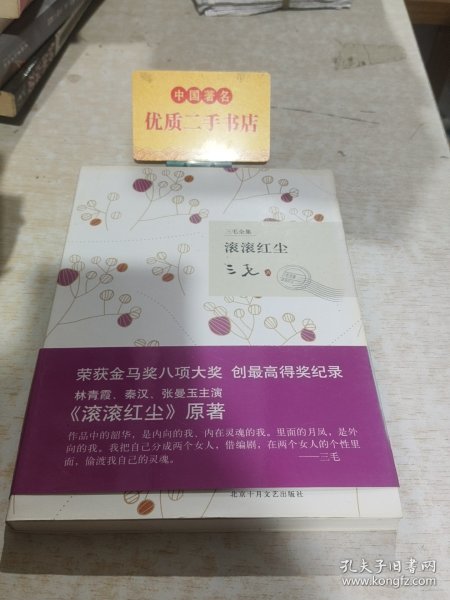 中国著名
优质二手书店
三毛全集
滚滚红尘
三毛
荣获金马奖八项大奖 创最高得奖纪录
林青霞、秦汉、张曼玉主演
《滚滚红尘》原著
作品中的韶华，是内向的我、内在灵魂的我。里面的月凤，是外
向的我。我把自己分成两个女人，借编剧，在两个女人的个性里
面，偷渡我自己的灵魂。
——三毛
北京十月文艺出版社
孔夫子旧书网
www.kongfz.com